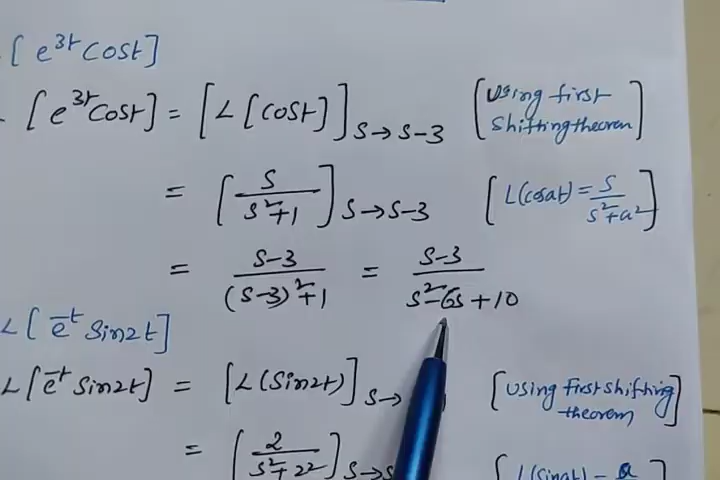 [e^{3t} Cost]
[e^{3t} Cost] = [L[Cost]]_{S→S-3} [Using first shifting theorem]
= [S/(S²+1)]_{S→S-3} [L(cosat) = S/(S²+a²)]
= (S-3)/((S-3)²+1) = (S-3)/(S²-6S+10)
L[e^{-t} Sin2t]
L[e^{-t} Sin2t] = [L(Sin2t)]_{S→ [Using First shifting theorem]
= [2/(S²+2²)]_{S→S [L(sinat) = a